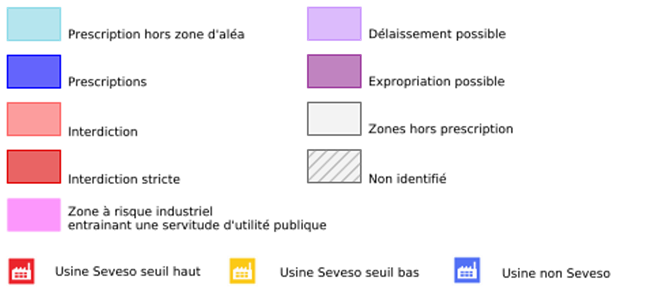 Prescription hors zone d'aléa
Délaissement possible
Prescriptions
Expropriation possible
Interdiction
Zones hors prescription
Interdiction stricte
Non identifié
Zone à risque industriel
entrainant une servitude d'utilité publique
Usine Seveso seuil haut
Usine Seveso seuil bas
Usine non Seveso